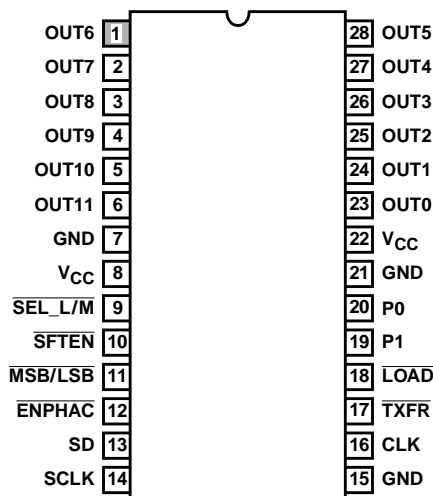 OUT6 1 28 OUT5
OUT7 2 27 OUT4
OUT8 3 26 OUT3
OUT9 4 25 OUT2
OUT10 5 24 OUT1
OUT11 6 23 OUT0
GND 7 22 VCC
VCC 8 21 GND
SEL_L/M 9 20 P0
SFTEN 10 19 P1
MSB/LSB 11 18 LOAD
ENPHAC 12 17 TXFR
SD 13 16 CLK
SCLK 14 15 GND